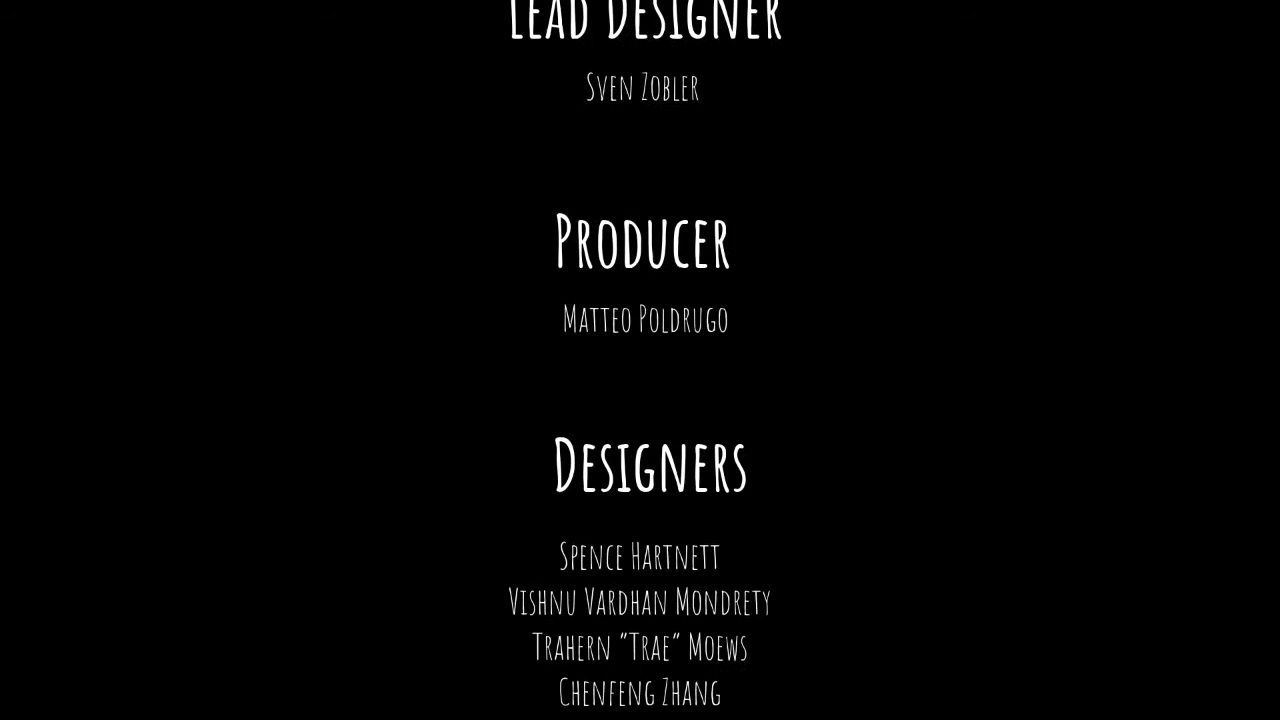 Lead Designer
Sven Zobler
Producer
Matteo Poldrugo
Designers
Spence Hartnett
Vishnu Vardhan Mondrety
Trahern “Trae” Moews
Chenfeng Zhang